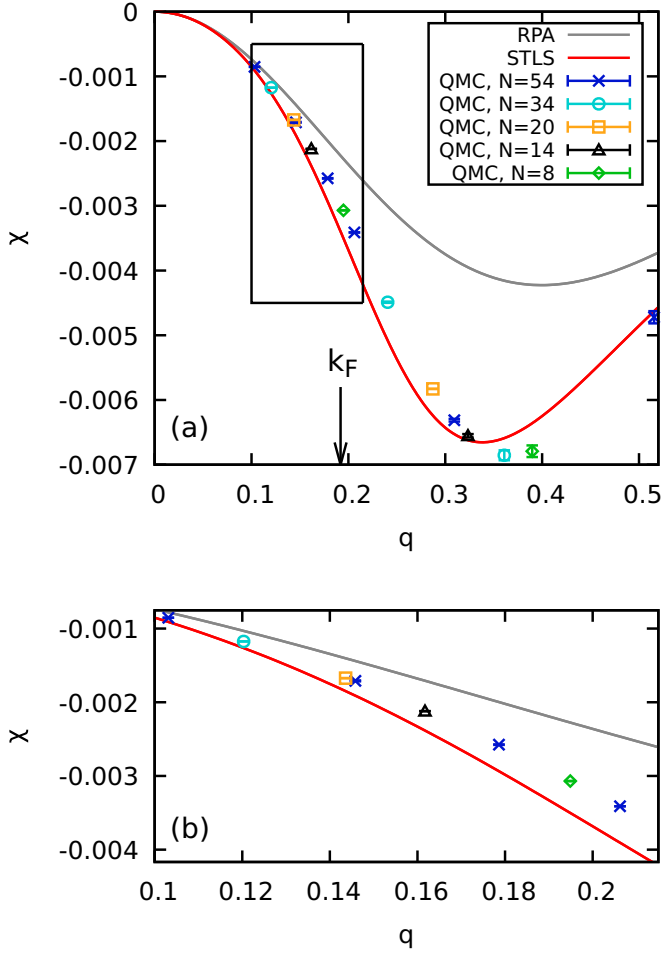 0
-0.001
-0.002
-0.003
-0.004
-0.005
-0.006
-0.007
χ
RPA
STLS
QMC, N=54
QMC, N=34
QMC, N=20
QMC, N=14
QMC, N=8
k_F
(a)
0 0.1 0.2 0.3 0.4 0.5
q
-0.001
-0.002
-0.003
-0.004
χ
(b)
0.1 0.12 0.14 0.16 0.18 0.2
q